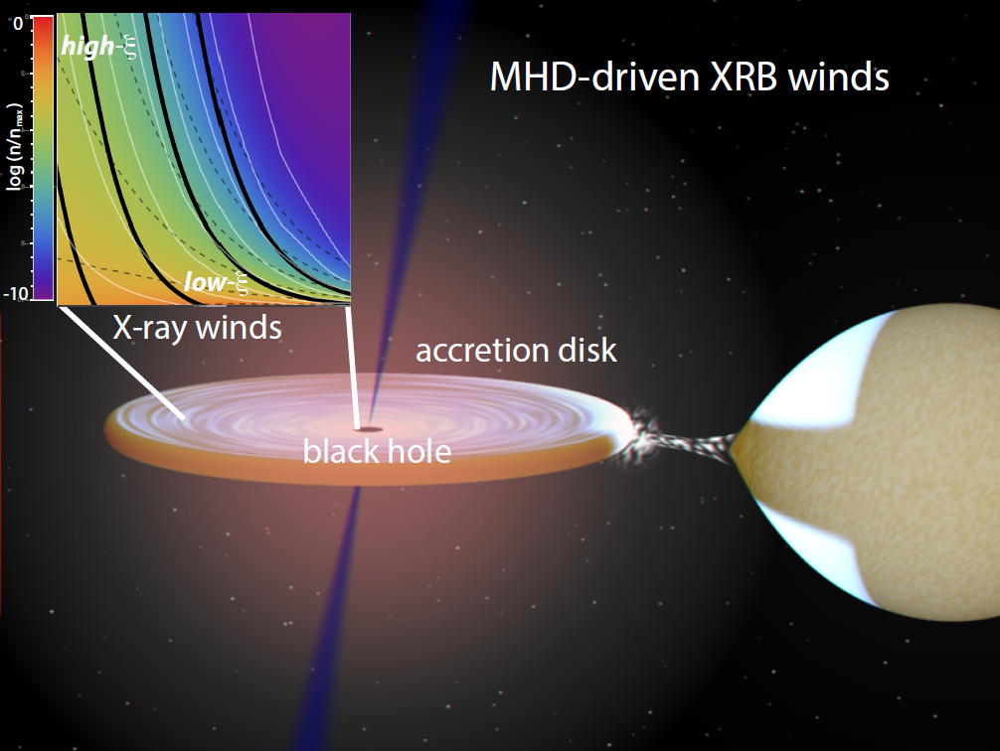 0
high-ξ
MHD-driven XRB winds
log (n/nmax)
low-ξ
-10
X-ray winds
accretion disk
black hole